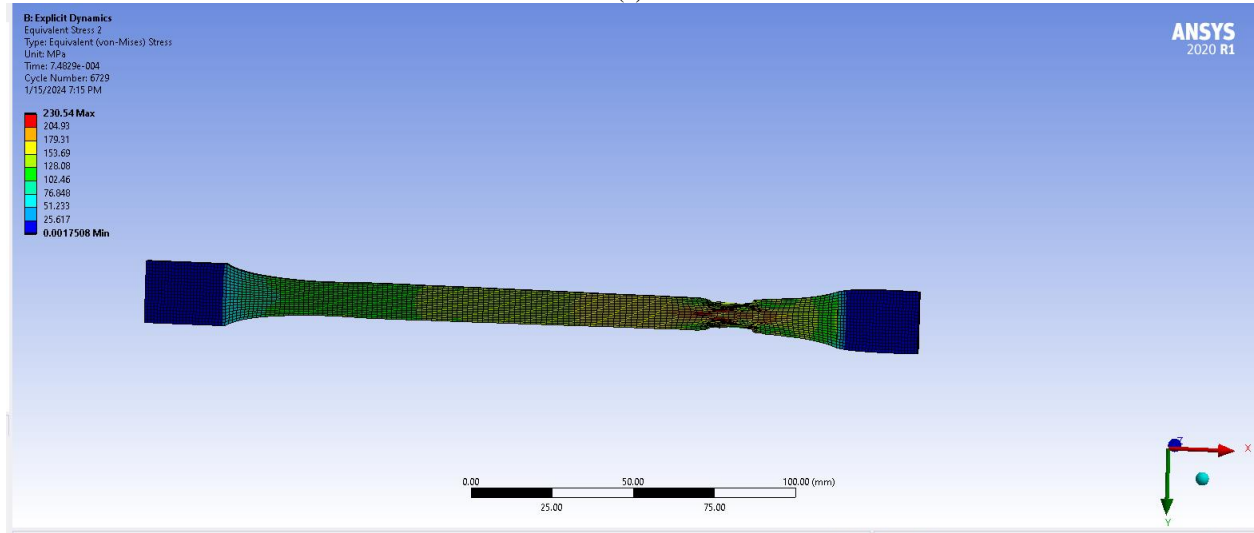 B: Explicit Dynamics
Equivalent Stress 2
Type: Equivalent (von-Mises) Stress
Unit: MPa
Time: 7.4829e-004
Cycle Number: 6729
1/15/2024 7:15 PM
230.54 Max
204.93
179.31
153.69
128.08
102.46
76.848
51.233
25.617
0.0017508 Min
ANSYS
2020 R1
0.00 50.00 100.00 (mm)
25.00 75.00
Z
X
Y